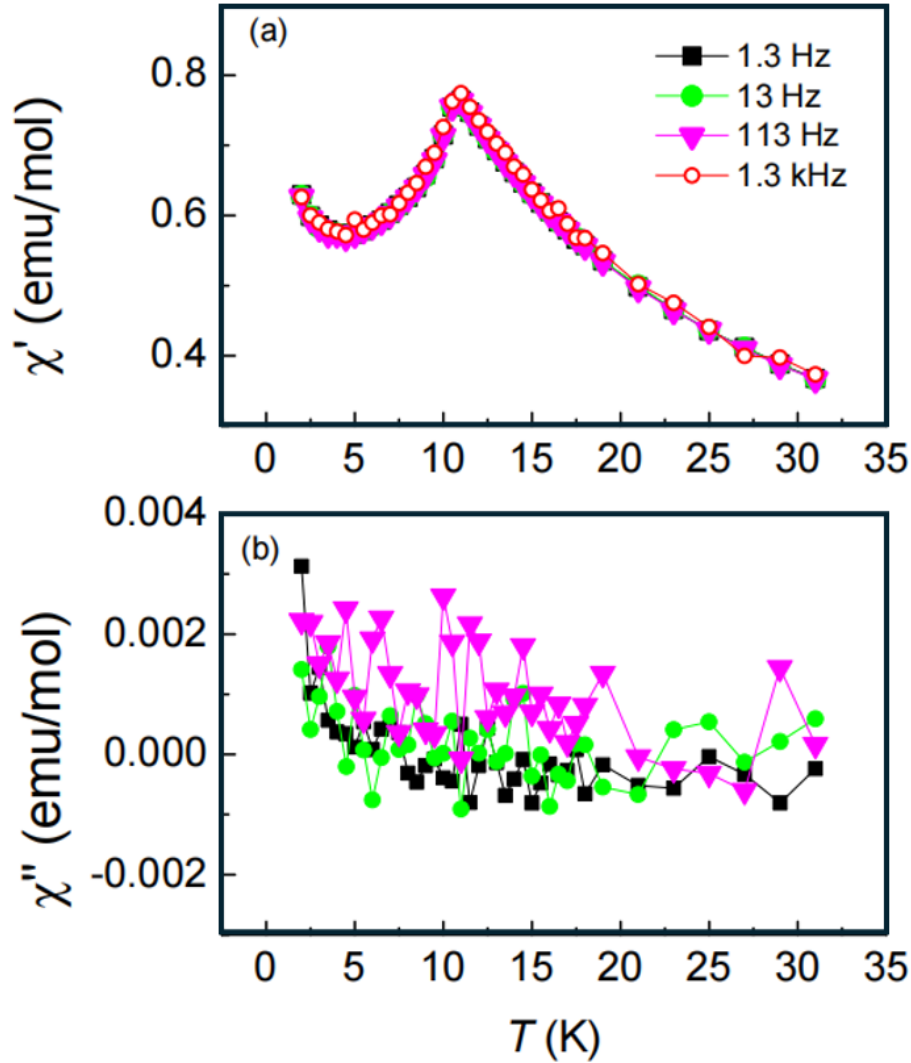 (a)
1.3 Hz
13 Hz
113 Hz
1.3 kHz
0.8
0.6
0.4
χ' (emu/mol)
0 5 10 15 20 25 30 35
(b)
0.004
0.002
0.000
-0.002
χ'' (emu/mol)
0 5 10 15 20 25 30 35
T (K)